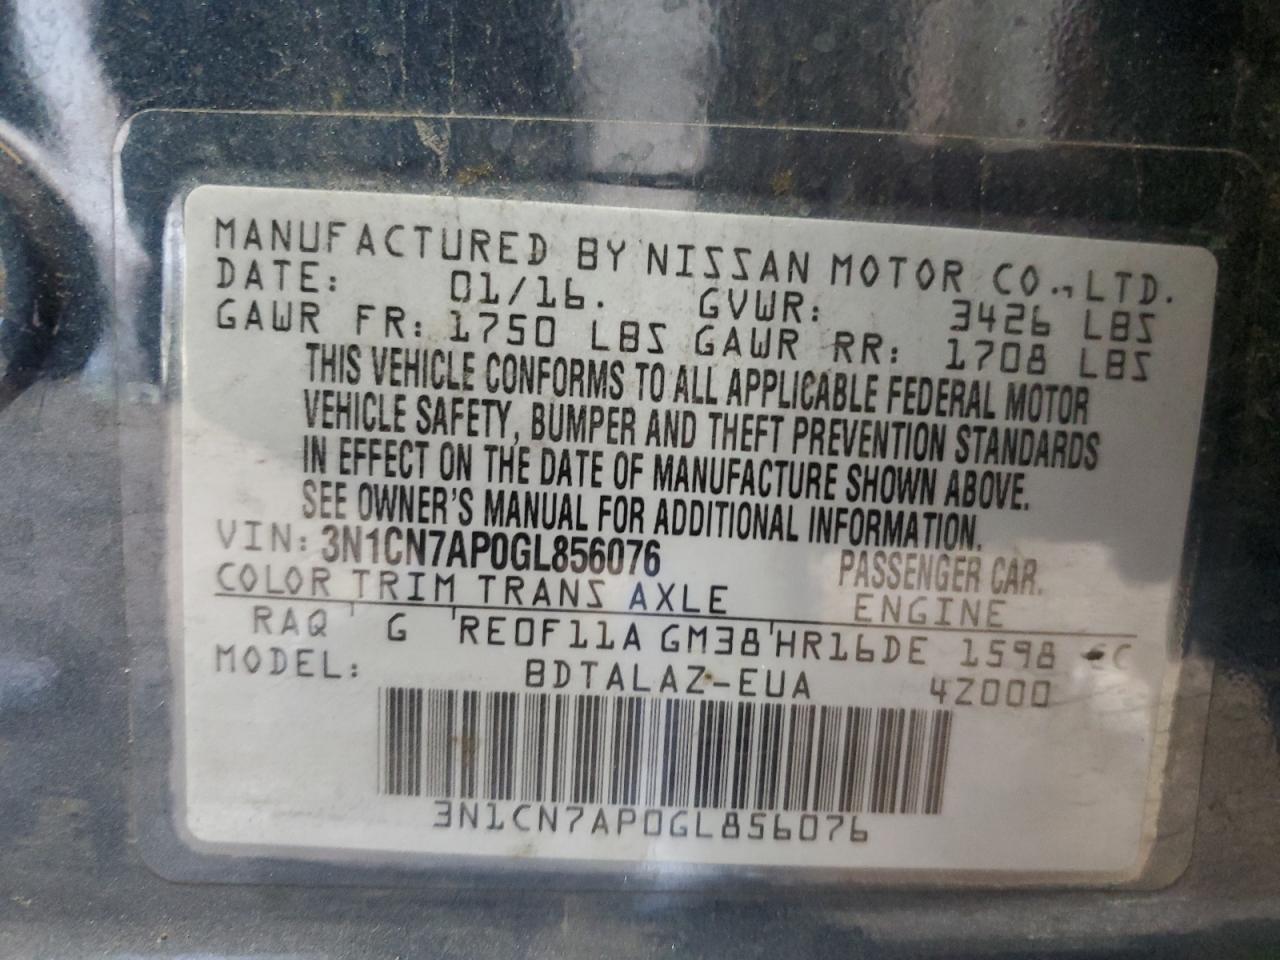 MANUFACTURED BY NISSAN MOTOR CO., LTD.
DATE: 01/16. GVWR: 3426 LBS
GAWR FR: 1750 LBS GAWR RR: 1708 LBS
THIS VEHICLE CONFORMS TO ALL APPLICABLE FEDERAL MOTOR
VEHICLE SAFETY, BUMPER AND THEFT PREVENTION STANDARDS
IN EFFECT ON THE DATE OF MANUFACTURE SHOWN ABOVE.
SEE OWNER'S MANUAL FOR ADDITIONAL INFORMATION.
VIN: 3N1CN7AP0GL856076 PASSENGER CAR.
COLOR TRIM TRANS AXLE ENGINE
RAQ G RE0F11A GM38 HR16DE 1598
MODEL: BDTALAZ-EUA 4Z000
3N1CN7AP0GL856076